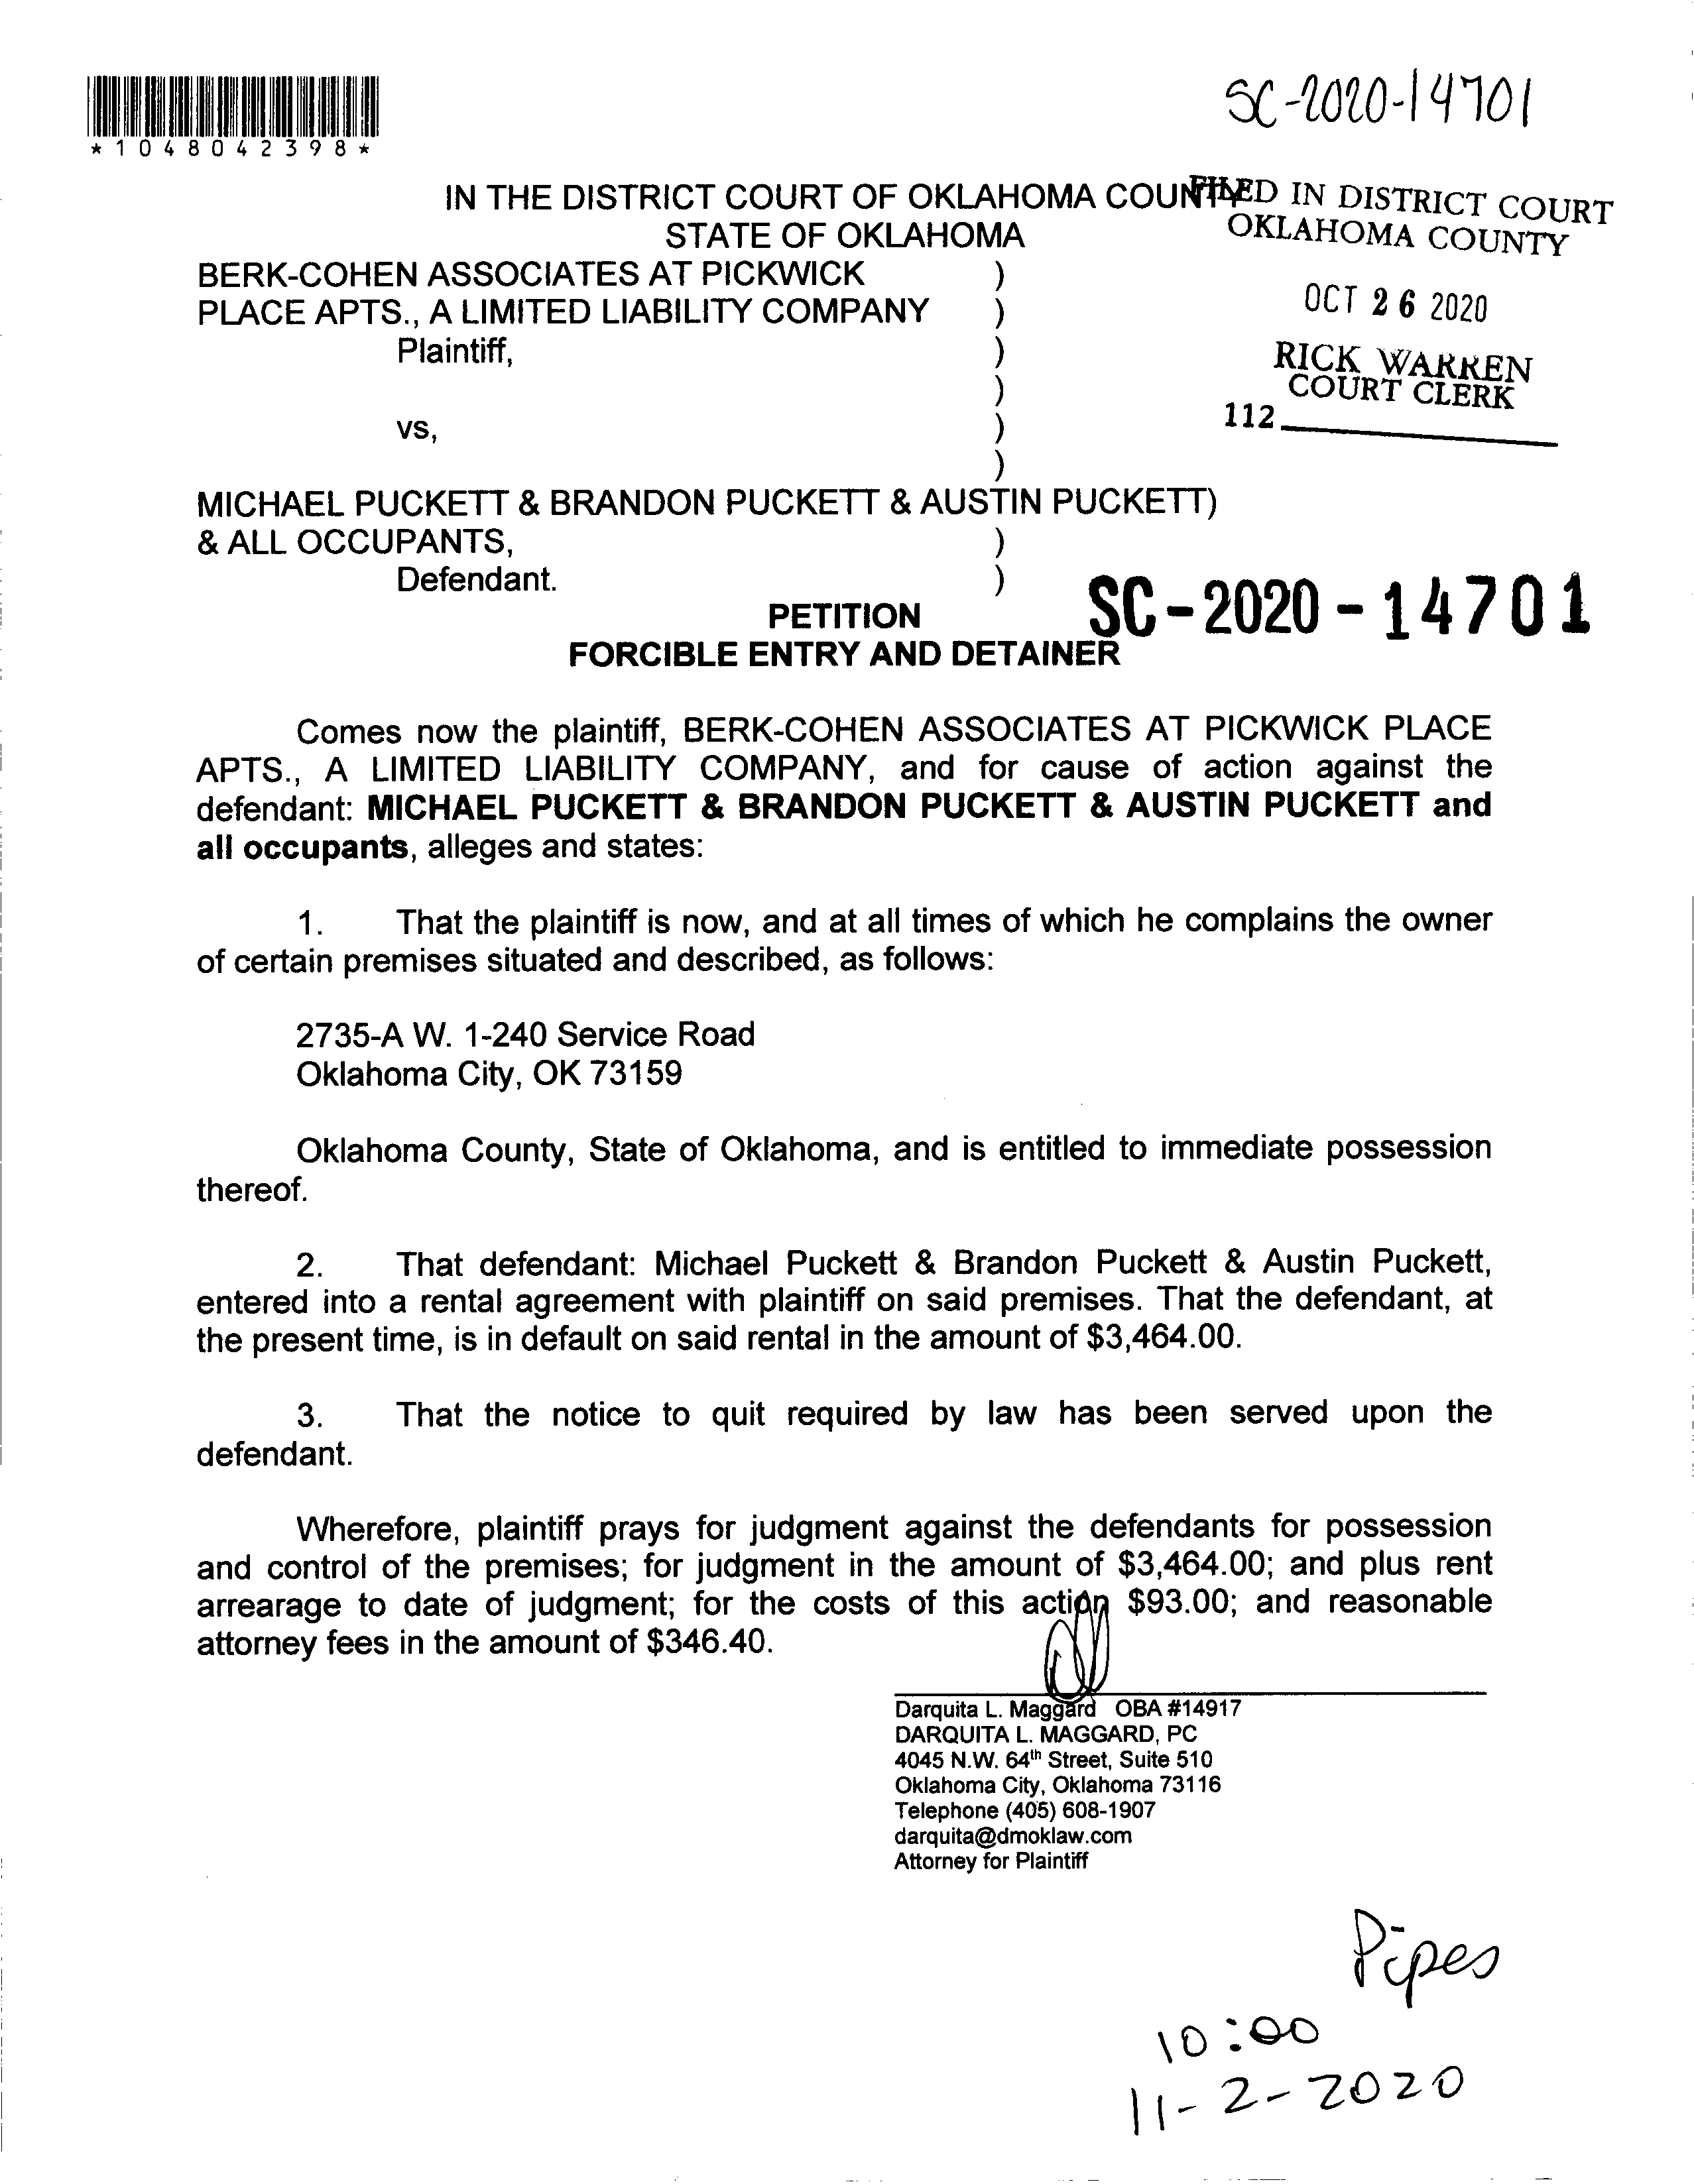 SC-2020-14701
*1048042398*
IN THE DISTRICT COURT OF OKLAHOMA COUNTY
FILED IN DISTRICT COURT
STATE OF OKLAHOMA
OKLAHOMA COUNTY
BERK-COHEN ASSOCIATES AT PICKWICK )
PLACE APTS., A LIMITED LIABILITY COMPANY )
OCT 26 2020
Plaintiff, )
RICK WARREN
)
COURT CLERK
vs, )
112
)
MICHAEL PUCKETT & BRANDON PUCKETT & AUSTIN PUCKETT)
& ALL OCCUPANTS, )
Defendant. )
SC-2020-14701
PETITION
FORCIBLE ENTRY AND DETAINER
Comes now the plaintiff, BERK-COHEN ASSOCIATES AT PICKWICK PLACE
APTS., A LIMITED LIABILITY COMPANY, and for cause of action against the
defendant: MICHAEL PUCKETT & BRANDON PUCKETT & AUSTIN PUCKETT and
all occupants, alleges and states:
1. That the plaintiff is now, and at all times of which he complains the owner
of certain premises situated and described, as follows:
2735-A W. 1-240 Service Road
Oklahoma City, OK 73159
Oklahoma County, State of Oklahoma, and is entitled to immediate possession
thereof.
2. That defendant: Michael Puckett & Brandon Puckett & Austin Puckett,
entered into a rental agreement with plaintiff on said premises. That the defendant, at
the present time, is in default on said rental in the amount of $3,464.00.
3. That the notice to quit required by law has been served upon the
defendant.
Wherefore, plaintiff prays for judgment against the defendants for possession
and control of the premises; for judgment in the amount of $3,464.00; and plus rent
arrearage to date of judgment; for the costs of this action $93.00; and reasonable
attorney fees in the amount of $346.40.
Darquita L. Maggard OBA #14917
DARQUITA L. MAGGARD, PC
4045 N.W. 64th Street, Suite 510
Oklahoma City, Oklahoma 73116
Telephone (405) 608-1907
darquita@dmoklaw.com
Attorney for Plaintiff
Pipes
10:00
11-2-2020